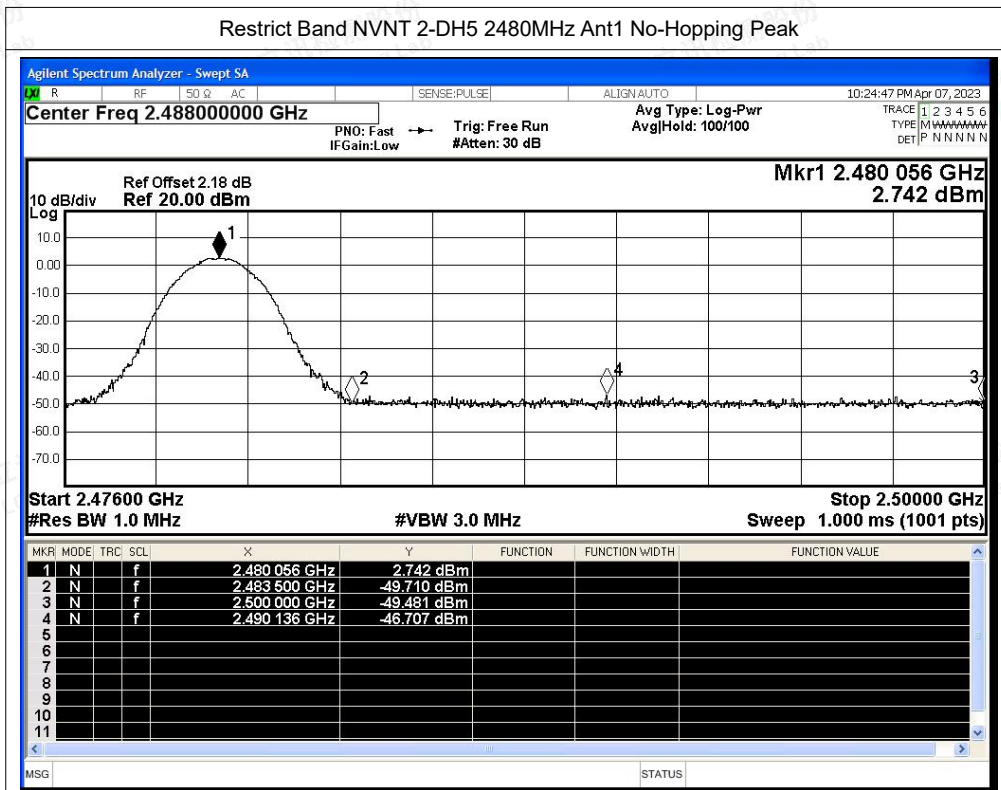 Restrict Band NVNT 2-DH5 2480MHz Ant1 No-Hopping Peak
Agilent Spectrum Analyzer - Swept SA
LXI R RF 50 Ω AC SENSE:PULSE ALIGN AUTO 10:24:47 PM Apr 07, 2023
Center Freq 2.488000000 GHz
PNO: Fast
IFGain:Low
Trig: Free Run
#Atten: 30 dB
Avg Type: Log-Pwr
Avg|Hold: 100/100
TRACE 1 2 3 4 5 6
TYPE M WWWWW
DET P N N N N N
Mkr1 2.480 056 GHz
2.742 dBm
Ref Offset 2.18 dB
10 dB/div Ref 20.00 dBm
Log
10.0
0.00
-10.0
-20.0
-30.0
-40.0
-50.0
-60.0
-70.0
1
2
4
3
Start 2.47600 GHz Stop 2.50000 GHz
#Res BW 1.0 MHz #VBW 3.0 MHz Sweep 1.000 ms (1001 pts)
MKR MODE TRC SCL X Y FUNCTION FUNCTION WIDTH FUNCTION VALUE
1 N f 2.480 056 GHz 2.742 dBm
2 N f 2.483 500 GHz -49.710 dBm
3 N f 2.500 000 GHz -49.481 dBm
4 N f 2.490 136 GHz -46.707 dBm
5
6
7
8
9
10
11
MSG STATUS